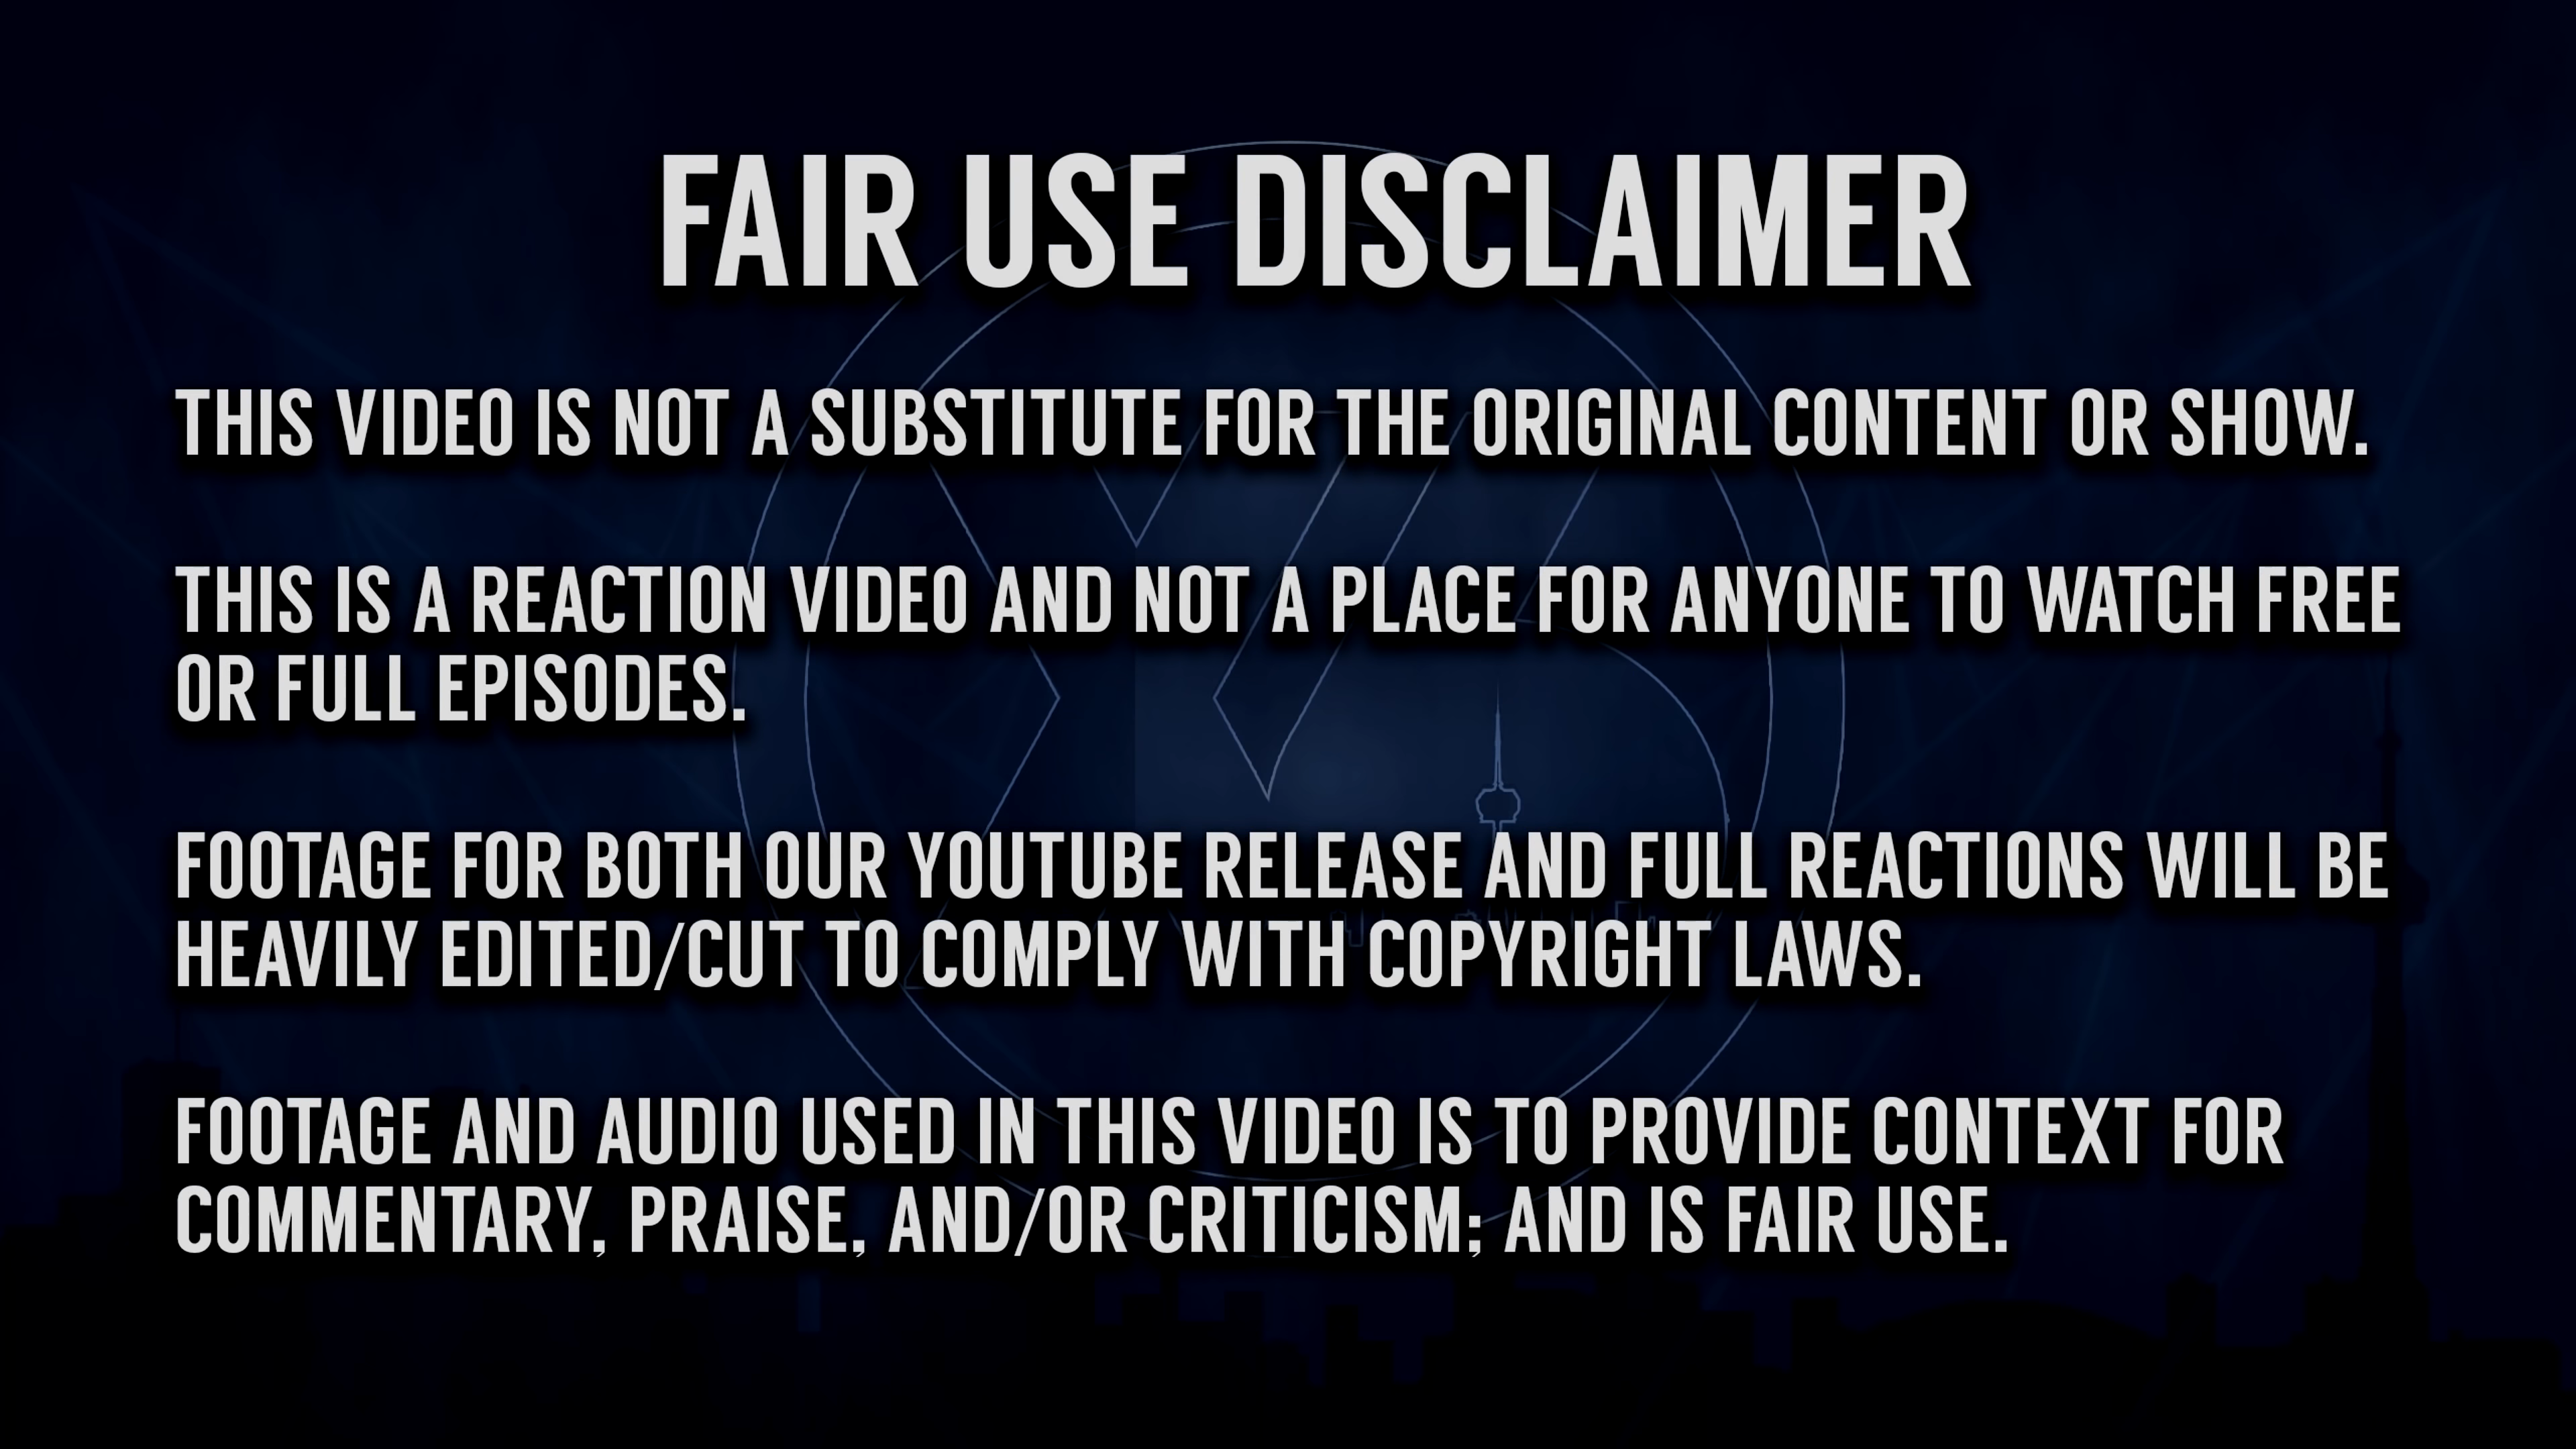 FAIR USE DISCLAIMER
THIS VIDEO IS NOT A SUBSTITUTE FOR THE ORIGINAL CONTENT OR SHOW.
THIS IS A REACTION VIDEO AND NOT A PLACE FOR ANYONE TO WATCH FREE
OR FULL EPISODES.
FOOTAGE FOR BOTH OUR YOUTUBE RELEASE AND FULL REACTIONS WILL BE
HEAVILY EDITED/CUT TO COMPLY WITH COPYRIGHT LAWS.
FOOTAGE AND AUDIO USED IN THIS VIDEO IS TO PROVIDE CONTEXT FOR
COMMENTARY, PRAISE, AND/OR CRITICISM; AND IS FAIR USE.